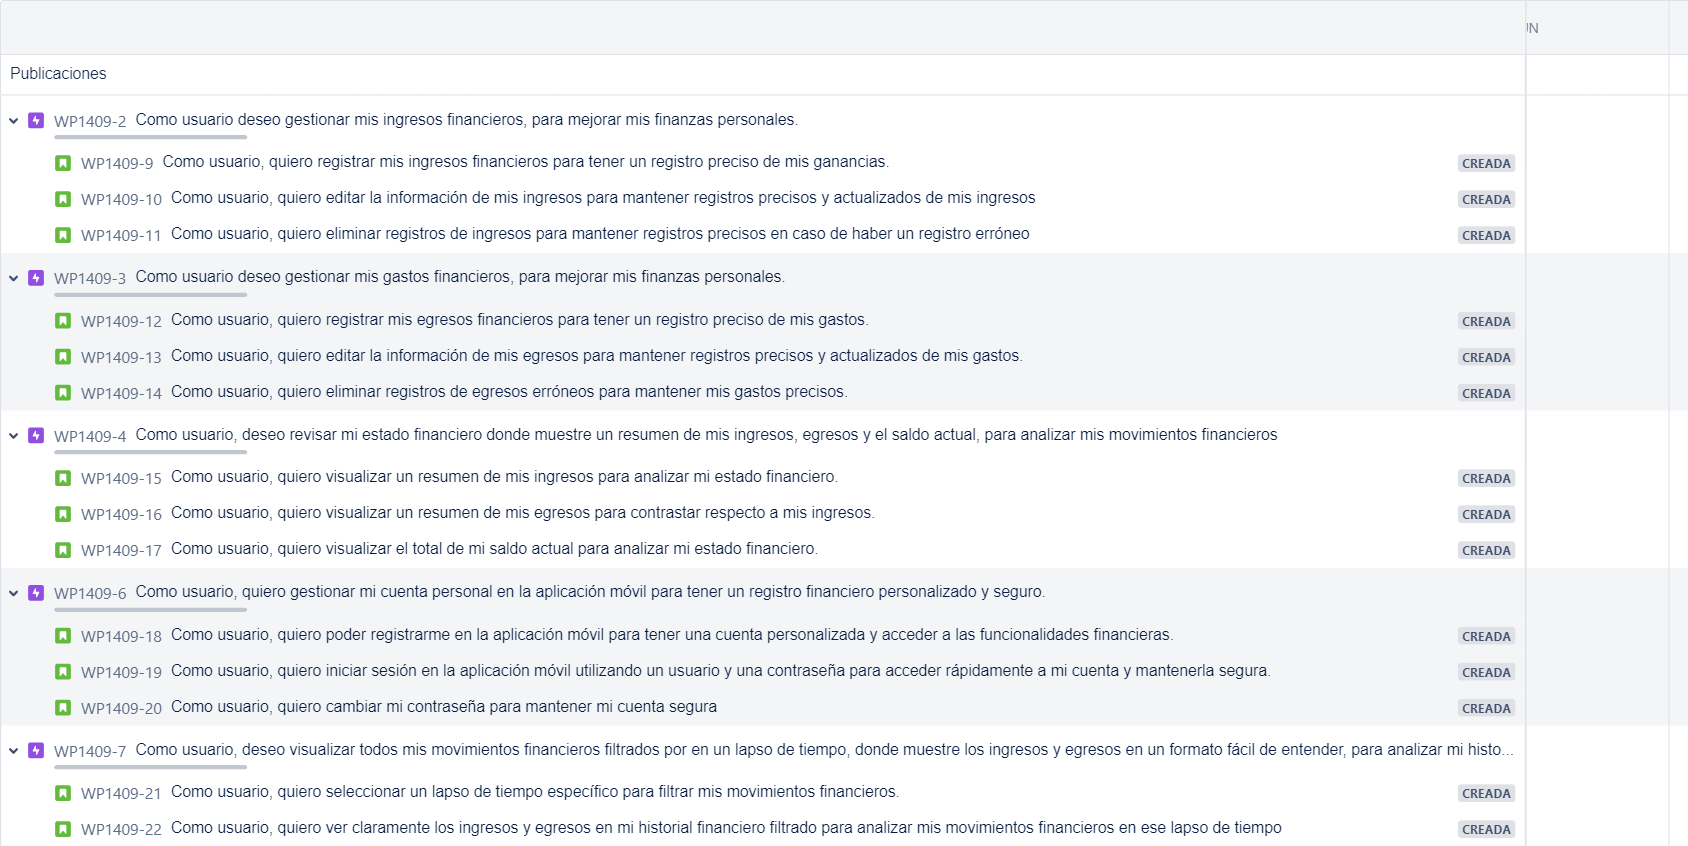 UN
Publicaciones
WP1409-2 Como usuario deseo gestionar mis ingresos financieros, para mejorar mis finanzas personales.
WP1409-9 Como usuario, quiero registrar mis ingresos financieros para tener un registro preciso de mis ganancias. CREADA
WP1409-10 Como usuario, quiero editar la información de mis ingresos para mantener registros precisos y actualizados de mis ingresos CREADA
WP1409-11 Como usuario, quiero eliminar registros de ingresos para mantener registros precisos en caso de haber un registro erróneo CREADA
WP1409-3 Como usuario deseo gestionar mis gastos financieros, para mejorar mis finanzas personales.
WP1409-12 Como usuario, quiero registrar mis egresos financieros para tener un registro preciso de mis gastos. CREADA
WP1409-13 Como usuario, quiero editar la información de mis egresos para mantener registros precisos y actualizados de mis gastos. CREADA
WP1409-14 Como usuario, quiero eliminar registros de egresos erróneos para mantener mis gastos precisos. CREADA
WP1409-4 Como usuario, deseo revisar mi estado financiero donde muestre un resumen de mis ingresos, egresos y el saldo actual, para analizar mis movimientos financieros
WP1409-15 Como usuario, quiero visualizar un resumen de mis ingresos para analizar mi estado financiero. CREADA
WP1409-16 Como usuario, quiero visualizar un resumen de mis egresos para contrastar respecto a mis ingresos. CREADA
WP1409-17 Como usuario, quiero visualizar el total de mi saldo actual para analizar mi estado financiero. CREADA
WP1409-6 Como usuario, quiero gestionar mi cuenta personal en la aplicación móvil para tener un registro financiero personalizado y seguro.
WP1409-18 Como usuario, quiero poder registrarme en la aplicación móvil para tener una cuenta personalizada y acceder a las funcionalidades financieras. CREADA
WP1409-19 Como usuario, quiero iniciar sesión en la aplicación móvil utilizando un usuario y una contraseña para acceder rápidamente a mi cuenta y mantenerla segura. CREADA
WP1409-20 Como usuario, quiero cambiar mi contraseña para mantener mi cuenta segura CREADA
WP1409-7 Como usuario, deseo visualizar todos mis movimientos financieros filtrados por en un lapso de tiempo, donde muestre los ingresos y egresos en un formato fácil de entender, para analizar mi histo...
WP1409-21 Como usuario, quiero seleccionar un lapso de tiempo específico para filtrar mis movimientos financieros. CREADA
WP1409-22 Como usuario, quiero ver claramente los ingresos y egresos en mi historial financiero filtrado para analizar mis movimientos financieros en ese lapso de tiempo CREADA